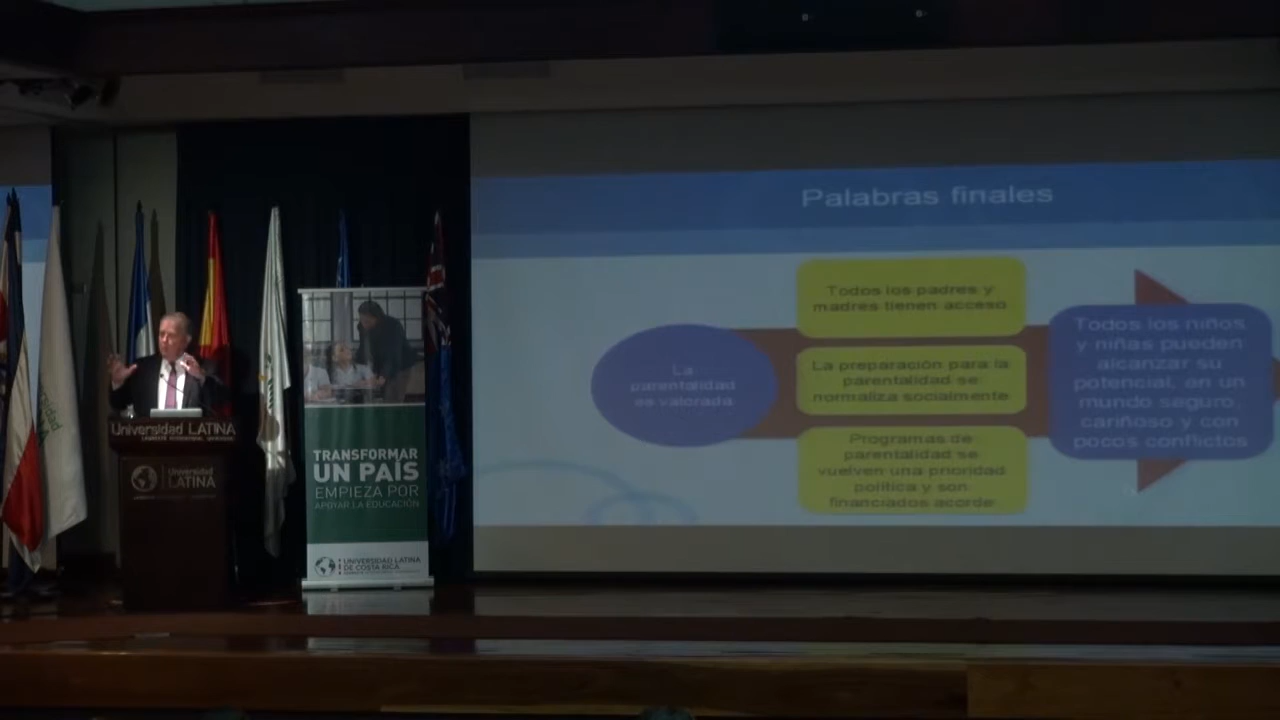 Palabras finales
La
parentalidad
es valorada
Todos los padres y
madres tienen acceso
La preparación para la
parentalidad se
normaliza socialmente
Programas de
parentalidad se
vuelven una prioridad
política y son
financiados acorde
Todos los niños
y niñas pueden
alcanzar su
potencial, en un
mundo seguro,
cariñoso y con
pocos conflictos
TRANSFORMAR
UN PAÍS
EMPIEZA POR
APOYAR LA EDUCACIÓN
UNIVERSIDAD LATINA
DE COSTA RICA
Universidad LATINA
Universidad
LATINA